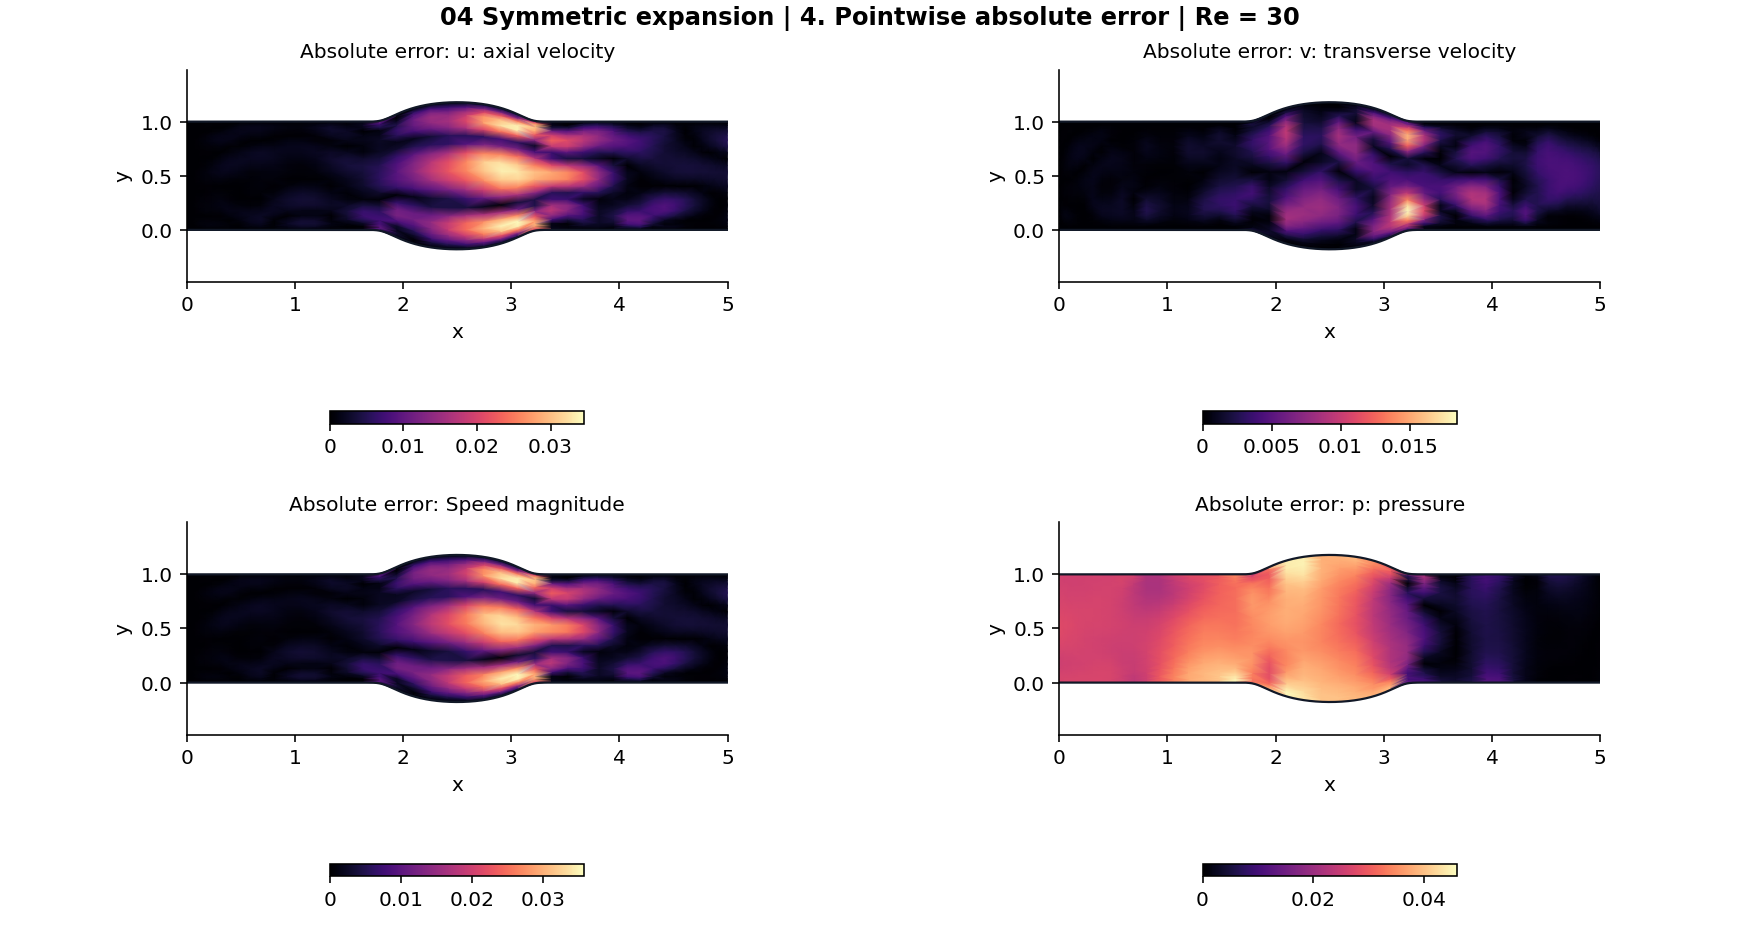 04 Symmetric expansion | 4. Pointwise absolute error | Re = 30
Absolute error: u: axial velocity
1.0
0.5
0.0
y
0 1 2 3 4 5
x
0 0.01 0.02 0.03
Absolute error: v: transverse velocity
1.0
0.5
0.0
y
0 1 2 3 4 5
x
0 0.005 0.01 0.015
Absolute error: Speed magnitude
1.0
0.5
0.0
y
0 1 2 3 4 5
x
0 0.01 0.02 0.03
Absolute error: p: pressure
1.0
0.5
0.0
y
0 1 2 3 4 5
x
0 0.02 0.04